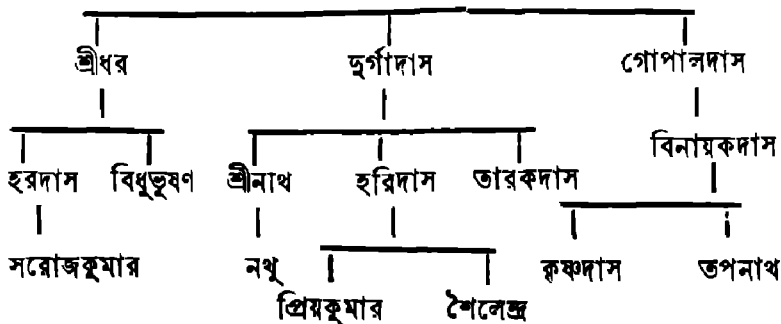 শ্রীধর দুর্গাদাস গোপালদাস
বিনায়কদাস
হরদাস বিধুভূষণ শ্রীনাথ হরিদাস তারকদাস
সরোজকুমার নথু কৃষ্ণদাস তপনাথ
প্রিয়কুমার শৈলেন্দ্র